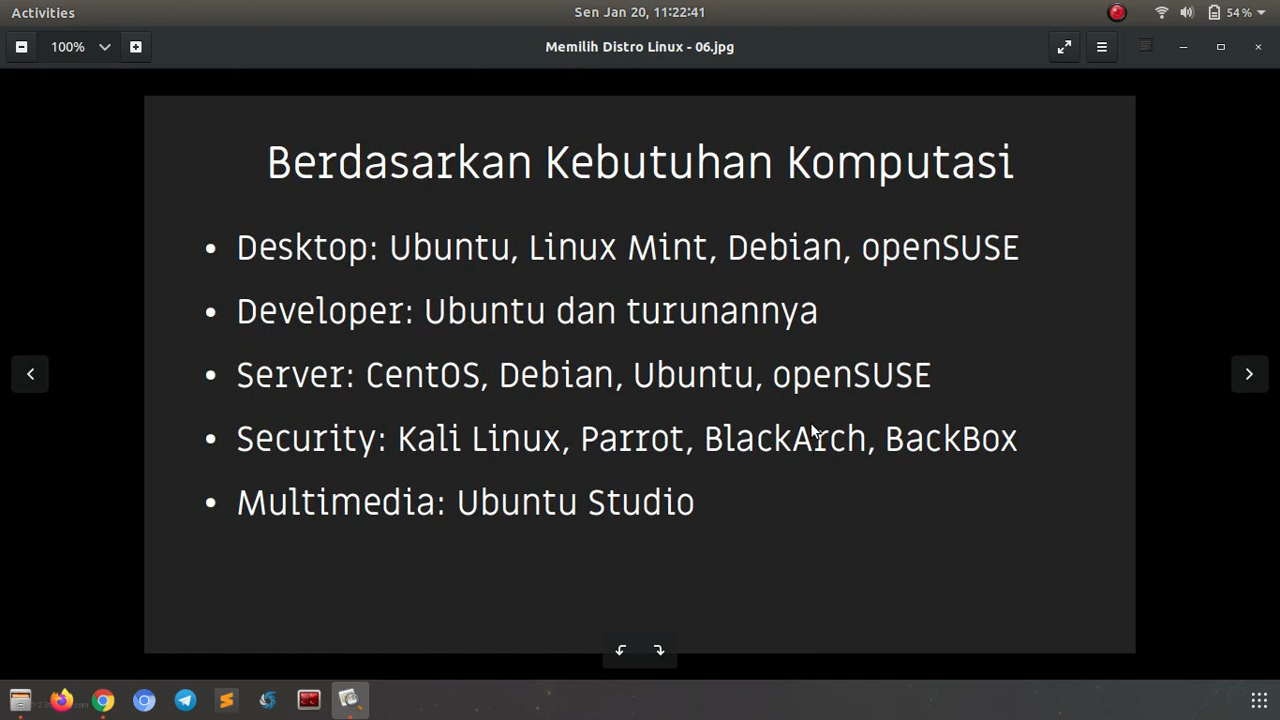 Activities
Sen Jan 20, 11:22:41
54 %
100%
Memilih Distro Linux - 06.jpg
Berdasarkan Kebutuhan Komputasi
• Desktop: Ubuntu, Linux Mint, Debian, openSUSE
• Developer: Ubuntu dan turunannya
• Server: CentOS, Debian, Ubuntu, openSUSE
• Security: Kali Linux, Parrot, BlackArch, BackBox
• Multimedia: Ubuntu Studio